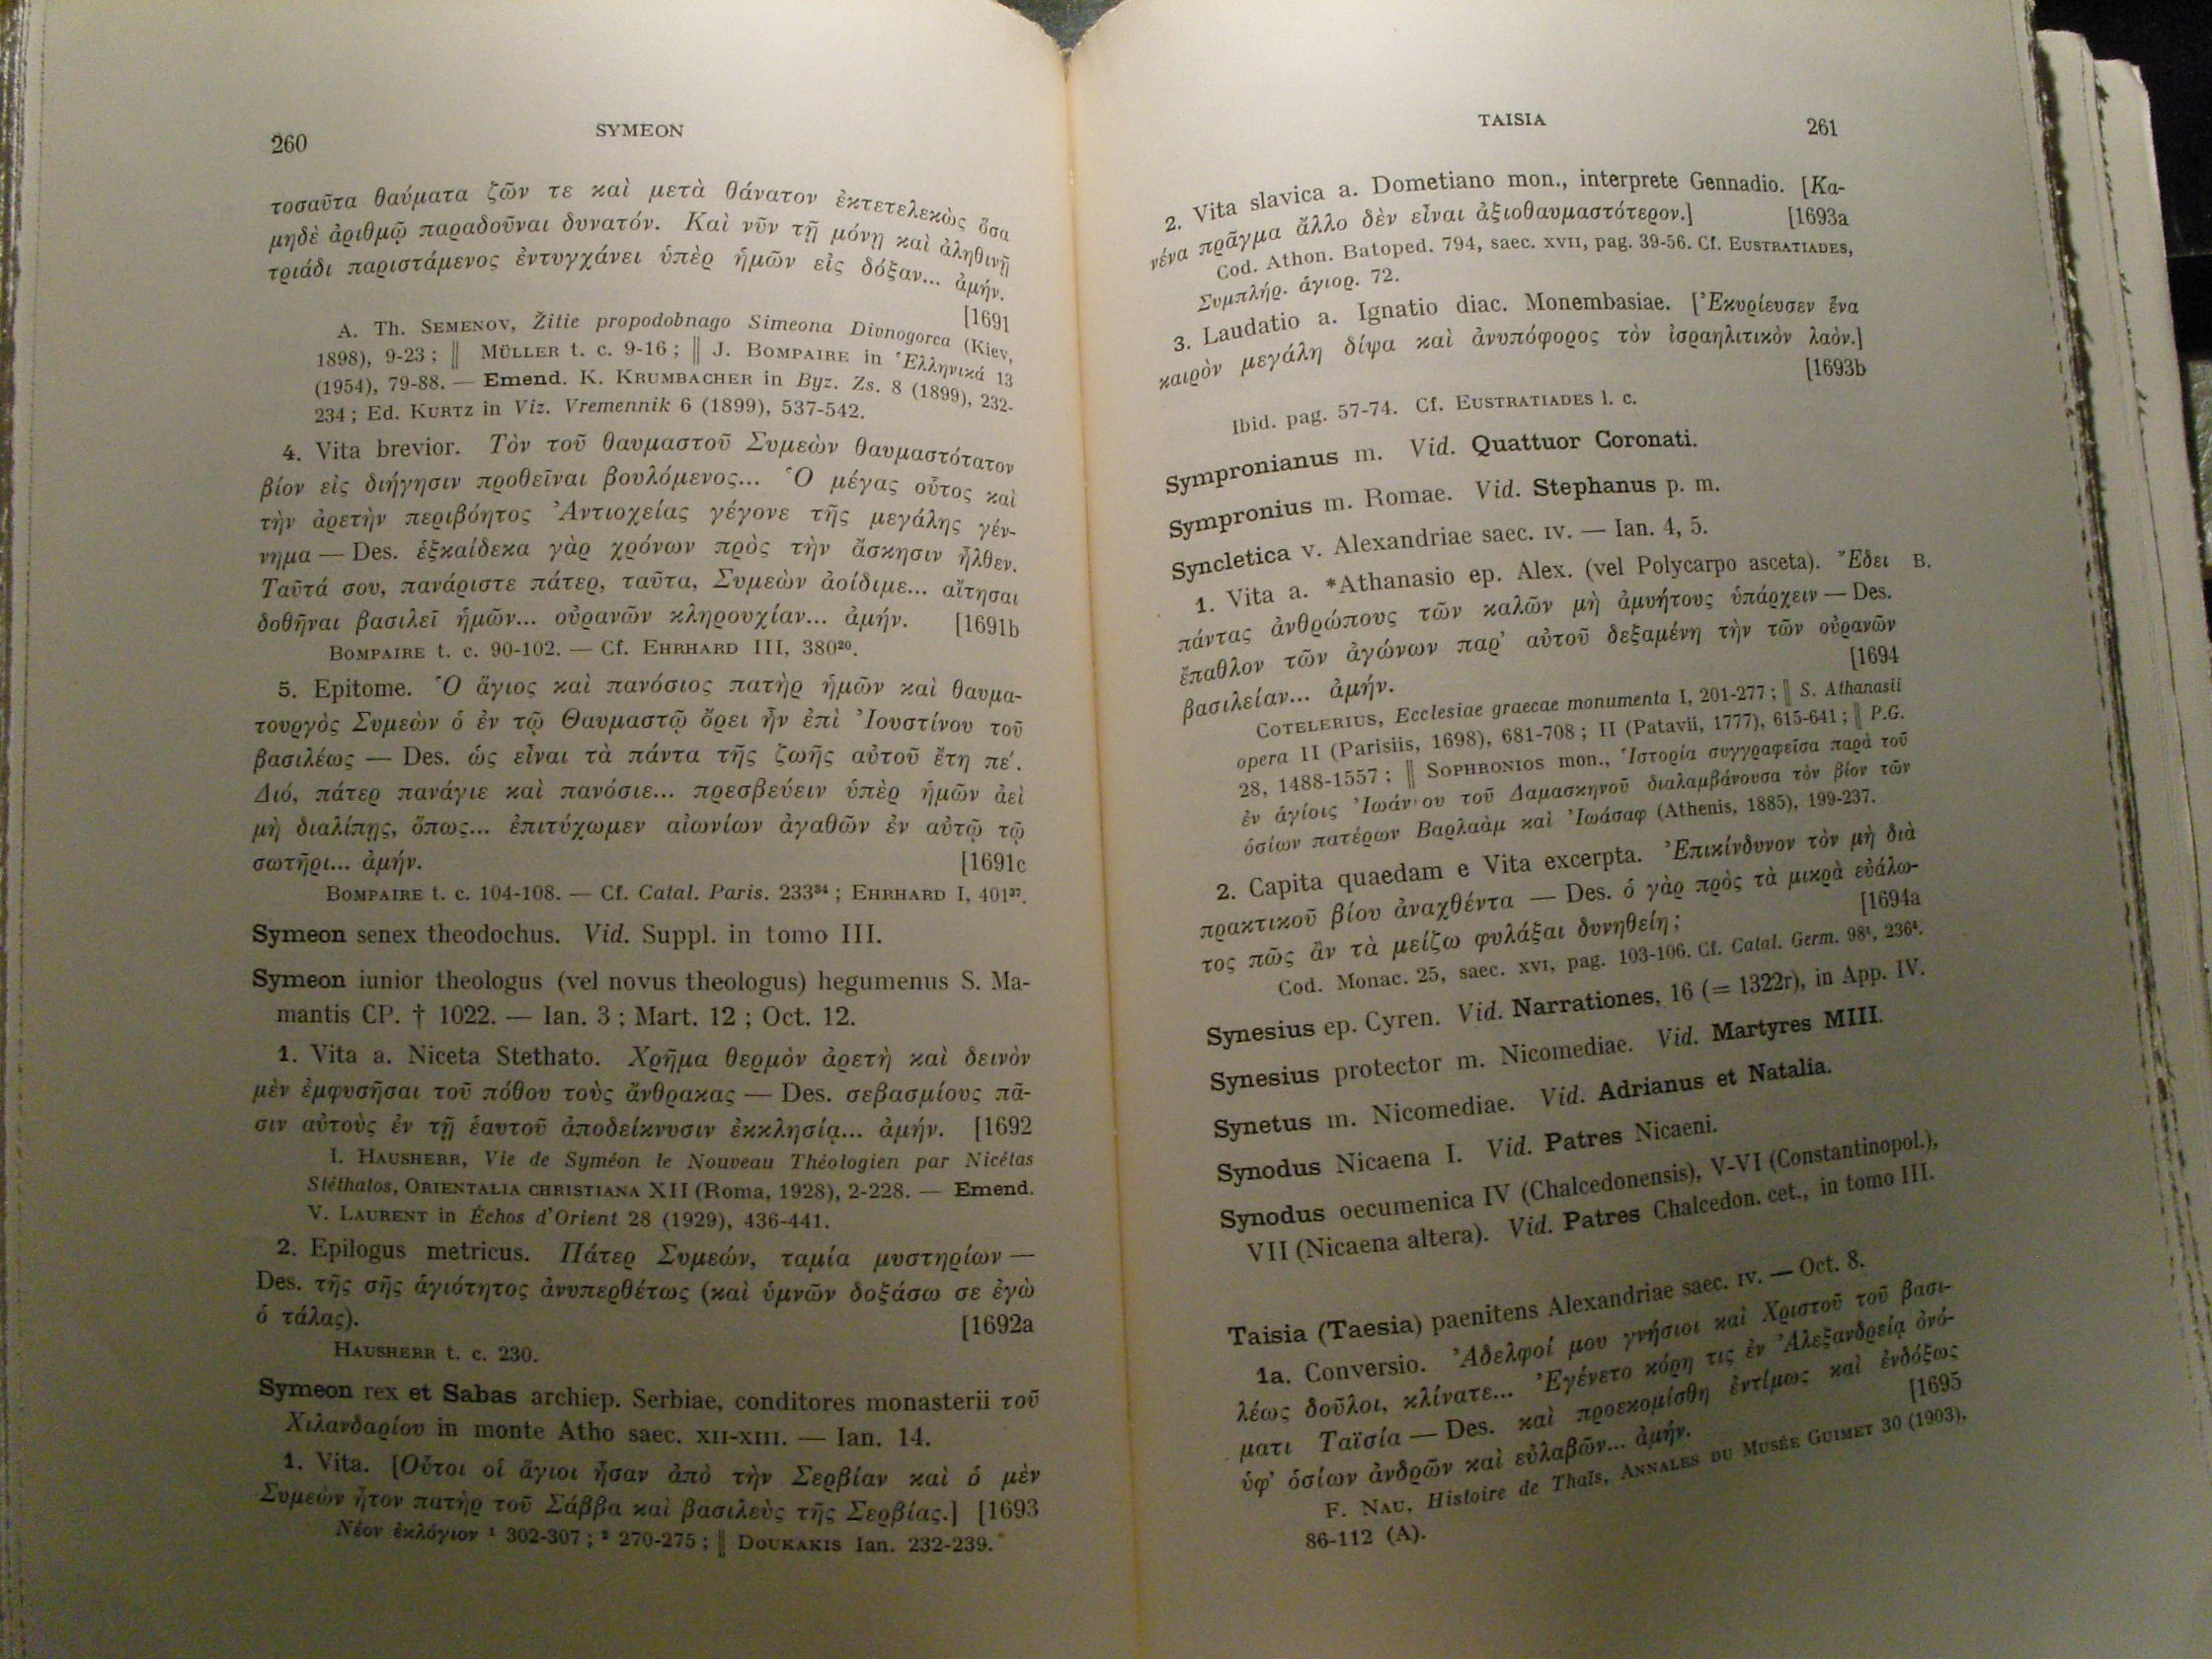 260
SYMEON
τοσαῦτα θαύματα ζῶν τε καὶ μετὰ θάνατον ἐκτετελεκὼς ὅσα
μηδὲ ἀριθμῷ παραδοῦναι δυνατόν. Καὶ νῦν τῇ μόνῃ καὶ ἀληθινῇ
τριάδι παριστάμενος ἐντυγχάνει ὑπὲρ ἡμῶν εἰς δόξαν... ἀμήν.
[1691
A. Th. SEMENOV, Žitie propodobnago Simeona Divnogorca (Kiev,
1898), 9-23 ; ‖ MÜLLER t. c. 9-16 ; ‖ J. BOMPAIRE in Ἑλληνικά 13
(1954), 79-88. — Emend. K. KRUMBACHER in Byz. Zs. 8 (1899), 232-
234 ; Ed. KURTZ in Viz. Vremennik 6 (1899), 537-542.
4. Vita brevior. Τὸν τοῦ θαυμαστοῦ Συμεὼν θαυμαστότατον
βίον εἰς διήγησιν προθεῖναι βουλόμενος... Ὁ μέγας οὗτος καὶ
τὴν ἀρετὴν περιβόητος Ἀντιοχείας γέγονε τῆς μεγάλης γέν-
νημα — Des. ἑξκαίδεκα γὰρ χρόνων πρὸς τὴν ἄσκησιν ἦλθεν.
Ταῦτά σου, πανάριστε πάτερ, ταῦτα, Συμεὼν ἀοίδιμε... αἴτησαι
δοθῆναι βασιλεῖ ἡμῶν... οὐρανῶν κληρουχίαν... ἀμήν. [1691b
BOMPAIRE t. c. 90-102. — Cf. EHRHARD III, 380²⁰.
5. Epitome. Ὁ ἅγιος καὶ πανόσιος πατὴρ ἡμῶν καὶ θαυμα-
τουργὸς Συμεὼν ὁ ἐν τῷ Θαυμαστῷ ὄρει ἦν ἐπὶ Ἰουστίνου τοῦ
βασιλέως — Des. ὡς εἶναι τὰ πάντα τῆς ζωῆς αὐτοῦ ἔτη πεʹ.
Διό, πάτερ πανάγιε καὶ πανόσιε... πρεσβεύειν ὑπὲρ ἡμῶν ἀεὶ
μὴ διαλίπῃς, ὅπως... ἐπιτύχωμεν αἰωνίων ἀγαθῶν ἐν αὐτῷ τῷ
σωτῆρι... ἀμήν. [1691c
BOMPAIRE t. c. 104-108. — Cf. Catal. Paris. 233³⁴ ; EHRHARD I, 401³⁷.
Symeon senex theodochus. Vid. Suppl. in tomo III.
Symeon iunior theologus (vel novus theologus) hegumenus S. Ma-
mantis CP. † 1022. — Ian. 3 ; Mart. 12 ; Oct. 12.
1. Vita a. Niceta Stethato. Χρῆμα θερμὸν ἀρετὴ καὶ δεινὸν
μὲν ἐμφυσῆσαι τοῦ πόθου τοὺς ἄνθρακας — Des. σεβασμίους πᾶ-
σιν αὐτοὺς ἐν τῇ ἑαυτοῦ ἀποδείκνυσιν ἐκκλησίᾳ... ἀμήν. [1692
I. HAUSHERR, Vie de Syméon le Nouveau Théologien par Nicétas
Stéthatos, ORIENTALIA CHRISTIANA XII (Roma, 1928), 2-228. — Emend.
V. LAURENT in Échos d'Orient 28 (1929), 436-441.
2. Epilogus metricus. Πάτερ Συμεών, ταμία μυστηρίων —
Des. τῆς σῆς ἁγιότητος ἀνυπερθέτως (καὶ ὑμνῶν δοξάσω σε ἐγὼ
ὁ τάλας). [1692a
HAUSHERR t. c. 230.
Symeon rex et Sabas archiep. Serbiae, conditores monasterii τοῦ
Χιλανδαρίου in monte Atho saec. XII-XIII. — Ian. 14.
1. Vita. [Οὗτοι οἱ ἅγιοι ἦσαν ἀπὸ τὴν Σερβίαν καὶ ὁ μὲν
Συμεὼν ἦτον πατὴρ τοῦ Σάββα καὶ βασιλεὺς τῆς Σερβίας.] [1693
Νέον ἐκλόγιον ¹ 302-307 ; ² 270-275 ; ‖ DOUKAKIS Ian. 232-239.
TAISIA
261
2. Vita slavica a. Dometiano mon., interprete Gennadio. [Κα-
νένα πρᾶγμα ἄλλο δὲν εἶναι ἀξιοθαυμαστότερον.] [1693a
Cod. Athon. Batoped. 794, saec. XVII, pag. 39-56. Cf. EUSTRATIADES,
Συμπλήρ. ἁγιορ. 72.
3. Laudatio a. Ignatio diac. Monembasiae. [Ἐκυρίευσεν ἕνα
καιρὸν μεγάλη δίψα καὶ ἀνυπόφορος τὸν ἰσραηλιτικὸν λαὸν.]
[1693b
Ibid. pag. 57-74. Cf. EUSTRATIADES l. c.
Sympronianus m. Vid. Quattuor Coronati.
Sympronius m. Romae. Vid. Stephanus p. m.
Syncletica v. Alexandriae saec. IV. — Ian. 4, 5.
1. Vita a. *Athanasio ep. Alex. (vel Polycarpo asceta). Ἔδει B.
πάντας ἀνθρώπους τῶν καλῶν μὴ ἀμυήτους ὑπάρχειν — Des.
ἔπαθλον τῶν ἀγώνων παρ' αὐτοῦ δεξαμένη τὴν τῶν οὐρανῶν
βασιλείαν... ἀμήν. [1694
COTELERIUS, Ecclesiae graecae monumenta I, 201-277 ; ‖ S. Athanasii
opera II (Parisiis, 1698), 681-708 ; II (Patavii, 1777), 615-641 ; ‖ P.G.
28, 1488-1557 ; ‖ SOPHRONIOS mon., Ἱστορία συγγραφεῖσα παρὰ τοῦ
ἐν ἁγίοις Ἰωάν ου τοῦ Δαμασκηνοῦ διαλαμβάνουσα τὸν βίον τῶν
ὁσίων πατέρων Βαρλαὰμ καὶ Ἰωάσαφ (Athenis, 1885), 199-237.
2. Capita quaedam e Vita excerpta. Ἐπικίνδυνον τὸν μὴ διὰ
πρακτικοῦ βίου ἀναχθέντα — Des. ὁ γὰρ πρὸς τὰ μικρὰ εὐάλω-
τος πῶς ἂν τὰ μείζω φυλάξαι δυνηθείη ; [1694a
Cod. Monac. 25, saec. XVI, pag. 103-106. Cf. Catal. Germ. 98¹, 236⁴.
Synesius ep. Cyren. Vid. Narrationes, 16 (= 1322r), in App. IV.
Synesius protector m. Nicomediae. Vid. Martyres MIII.
Synetus m. Nicomediae. Vid. Adrianus et Natalia.
Synodus Nicaena I. Vid. Patres Nicaeni.
Synodus oecumenica IV (Chalcedonensis), V-VI (Constantinopol.),
VII (Nicaena altera). Vid. Patres Chalcedon. cet., in tomo III.
Taisia (Taesia) paenitens Alexandriae saec. IV. — Oct. 8.
1a. Conversio. Ἀδελφοί μου γνήσιοι καὶ Χριστοῦ τοῦ βασι-
λέως δοῦλοι, κλίνατε... Ἐγένετο κόρη τις ἐν Ἀλεξανδρείᾳ ὀνό-
ματι Ταϊσία — Des. καὶ προεκομίσθη ἐντίμως καὶ ἐνδόξως
ὑφ' ὁσίων ἀνδρῶν καὶ εὐλαβῶν... ἀμήν. [1695
F. NAU, Histoire de Thaïs, ANNALES DU MUSÉE GUIMET 30 (1903),
86-112 (A).